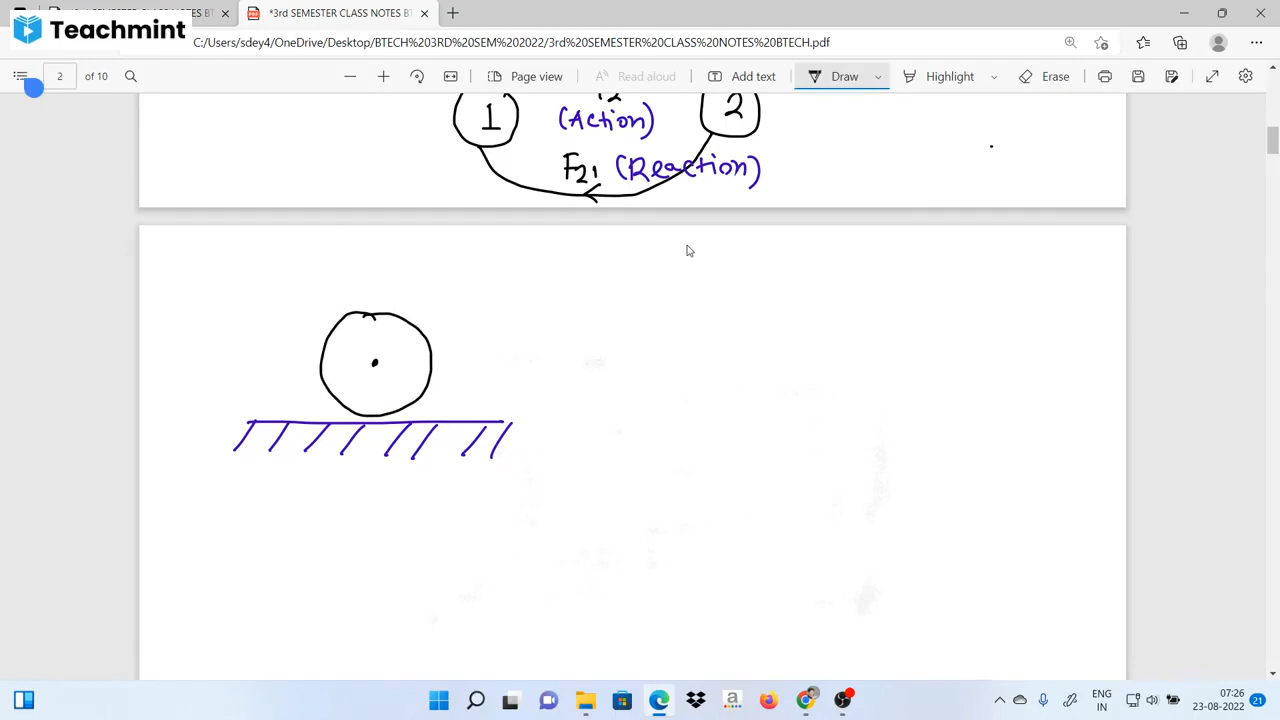 *3RD SEMESTER CLASS NOTES BT
Teachmint
C:/Users/sdey4/OneDrive/Desktop/BTECH%203RD%20SEM%202022/3rd%20SEMESTER%20CLASS%20NOTES%20BTECH.pdf
2 of 10 Page view Read aloud Add text Draw Highlight Erase
1 (Action) 2
F21 (Reaction)
ENG 07:26
IN 23-08-2022 21